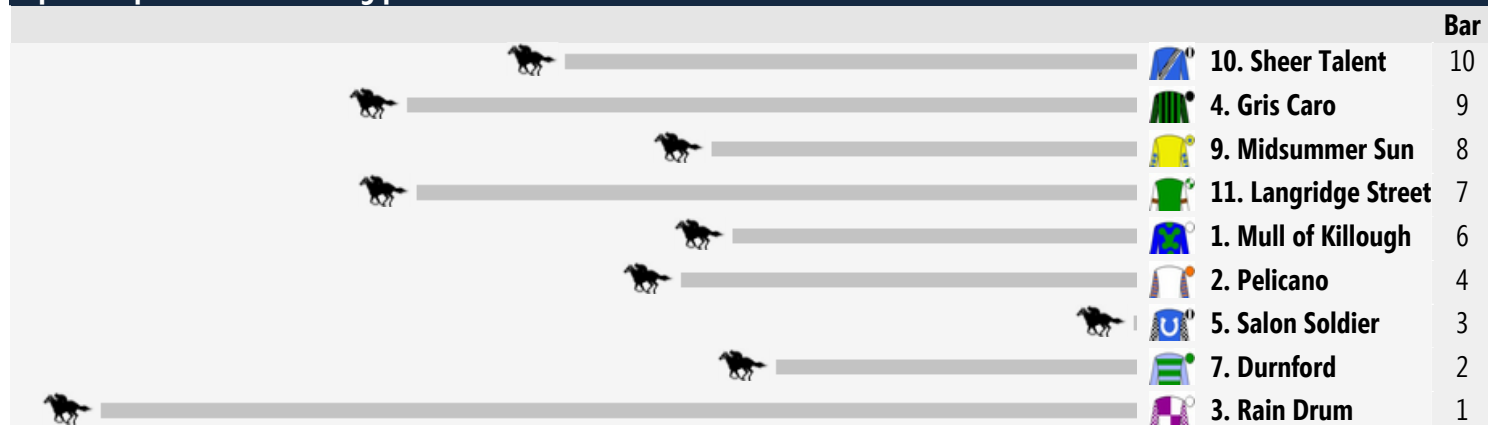 Bar
10. Sheer Talent 10
4. Gris Caro 9
9. Midsummer Sun 8
11. Langridge Street 7
1. Mull of Killough 6
2. Pelicano 4
5. Salon Soldier 3
7. Durnford 2
3. Rain Drum 1